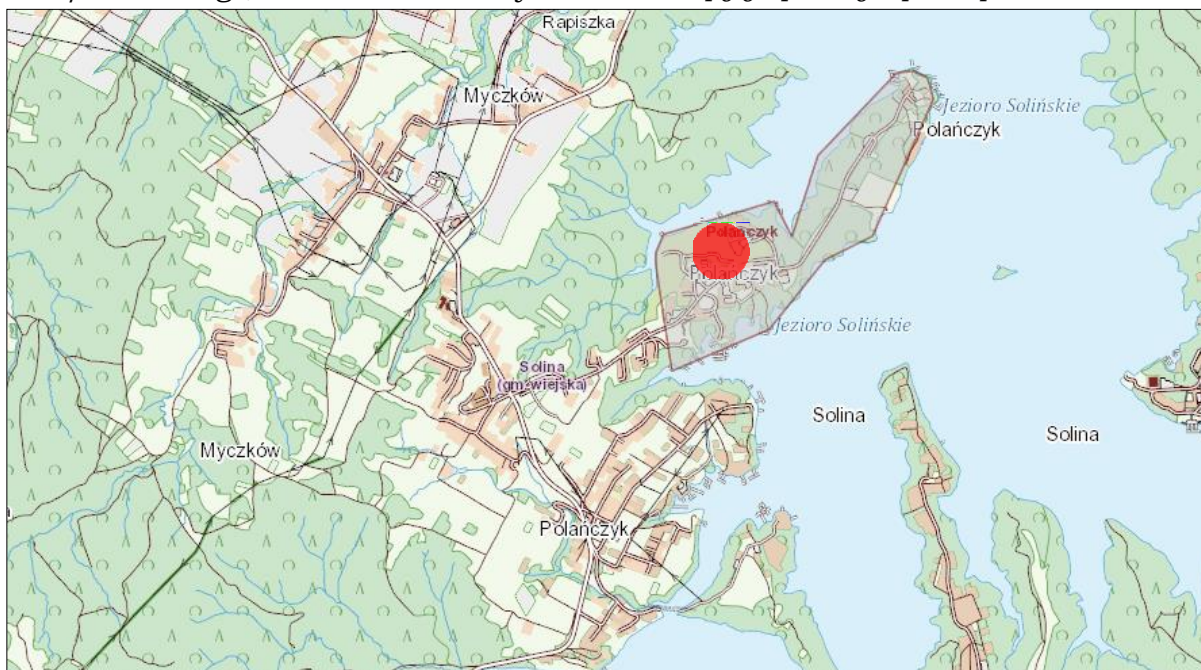 Rapiszka
Myczków
Jezioro Solińskie
Polańczyk
Polańczyk
Polańczyk
Jezioro Solińskie
Solina
(gm. wiejska)
Solina
Solina
Myczków
Polańczyk